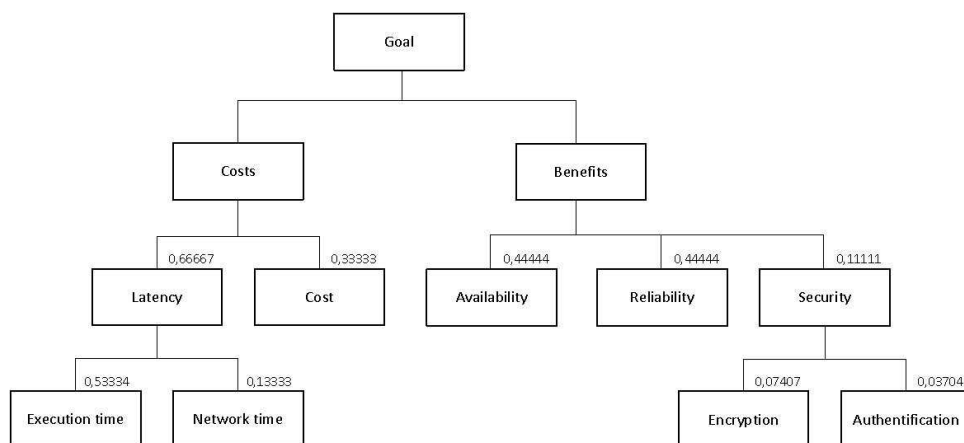 Goal
Costs
Benefits
0,66667
0,33333
0,44444
0,44444
0,11111
Latency
Cost
Availability
Reliability
Security
0,53334
0,13333
0,07407
0,03704
Execution time
Network time
Encryption
Authentification